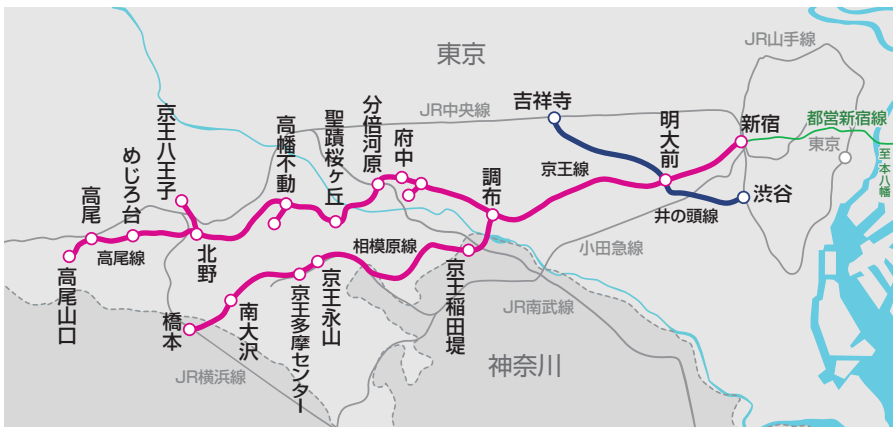 東京
JR山手線
JR中央線
吉祥寺
明大前
新宿
都営新宿線
東京
至本八幡
京王八王子
高幡不動
聖蹟桜ヶ丘
分倍河原
府中
調布
京王線
井の頭線
渋谷
めじろ台
高尾
高尾線
高尾山口
北野
相模原線
小田急線
京王稲田堤
JR南武線
橋本
南大沢
京王多摩センター
京王永山
神奈川
JR横浜線